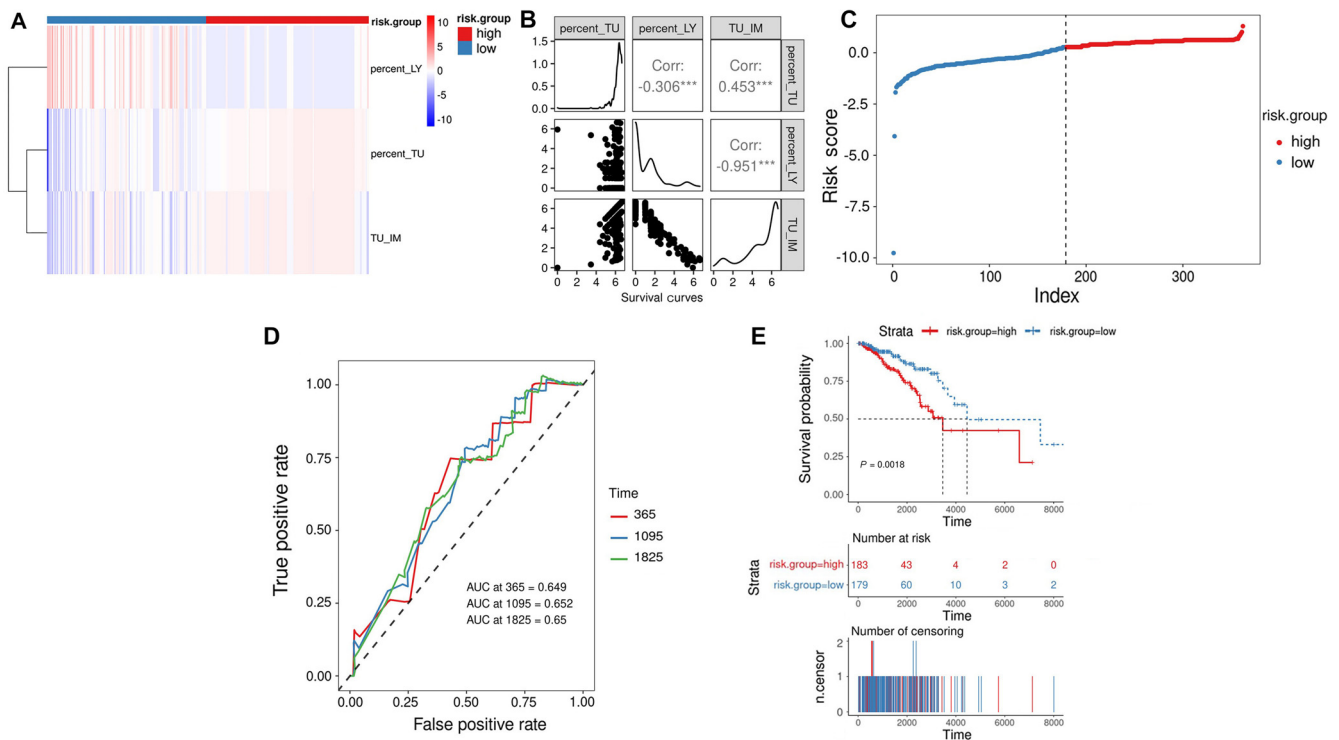 A
risk.group
percent_LY
percent_TU
TU_IM
10
5
0
-5
-10
risk.group
high
low
B
percent_TU
percent_LY
TU_IM
1.5
1.0
0.5
0.0
Corr:
-0.306***
Corr:
0.453***
percent_TU
6
4
2
0
Corr:
-0.951***
percent_LY
6
4
2
0
TU_IM
0 2 4 6
0 2 4 6
0 2 4 6
Survival curves
C
Risk score
0.0
-2.5
-5.0
-7.5
-10.0
0 100 200 300
Index
risk.group
high
low
D
True positive rate
1.00
0.75
0.50
0.25
0.00
AUC at 365 = 0.649
AUC at 1095 = 0.652
AUC at 1825 = 0.65
0.00 0.25 0.50 0.75 1.00
False positive rate
Time
365
1095
1825
E
Strata risk.group=high risk.group=low
Survival probability
1.00
0.75
0.50
0.25
0.00
P = 0.0018
0 2000 4000 6000 8000
Time
Number at risk
Strata
risk.group=high 183 43 4 2 0
risk.group=low 179 60 10 3 2
0 2000 4000 6000 8000
Time
Number of censoring
n.censor
2
1
0
0 2000 4000 6000 8000
Time